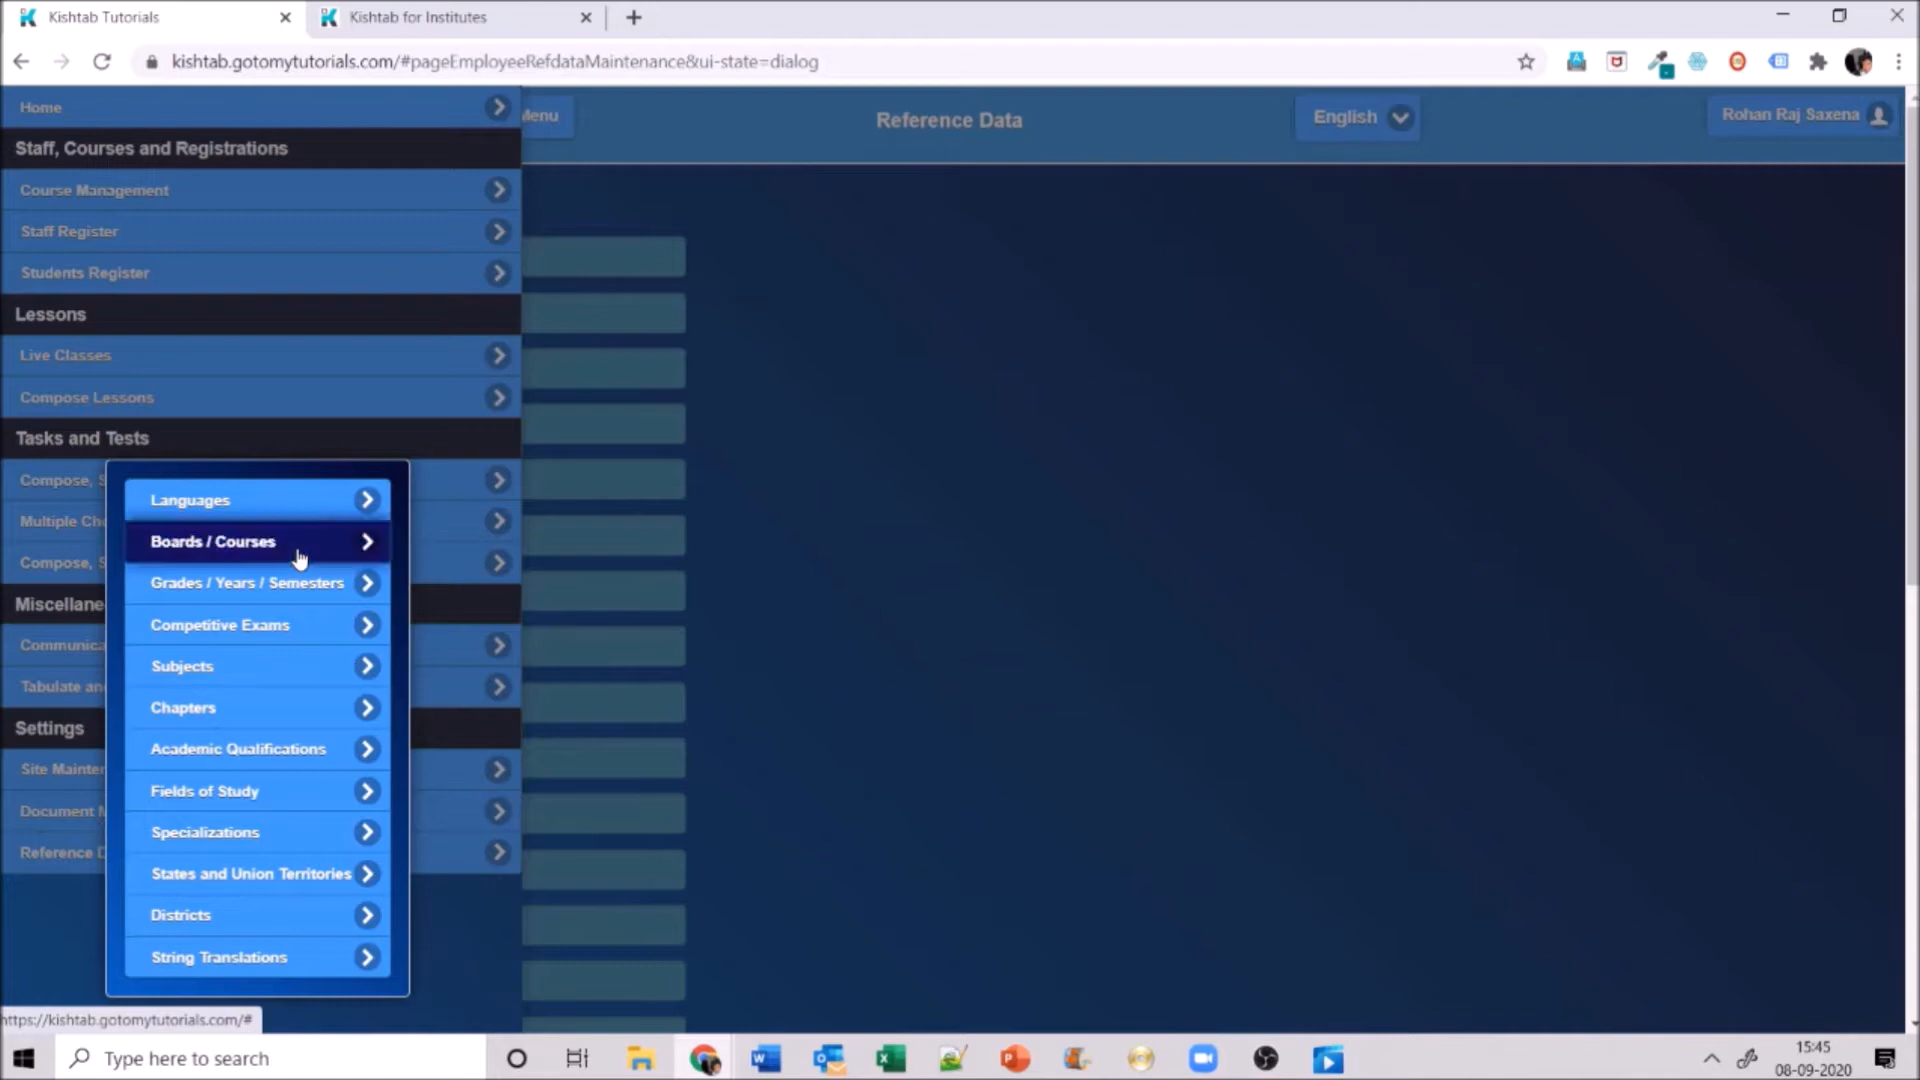 Kishtab Tutorials
Kishtab for Institutes
kishtab.gotomytutorials.com/#pageEmployeeRefdataMaintenance&ui-state=dialog
Home
Menu
Reference Data
English
Rohan Raj Saxena
Staff, Courses and Registrations
Course Management
Staff Register
Students Register
Lessons
Live Classes
Compose Lessons
Tasks and Tests
Compose, S
Multiple Ch
Compose, S
Miscellane
Communica
Tabulate an
Settings
Site Mainte
Document M
Reference D
Languages
Boards / Courses
Grades / Years / Semesters
Competitive Exams
Subjects
Chapters
Academic Qualifications
Fields of Study
Specializations
States and Union Territories
Districts
String Translations
https://kishtab.gotomytutorials.com/#
Type here to search
15:45
08-09-2020